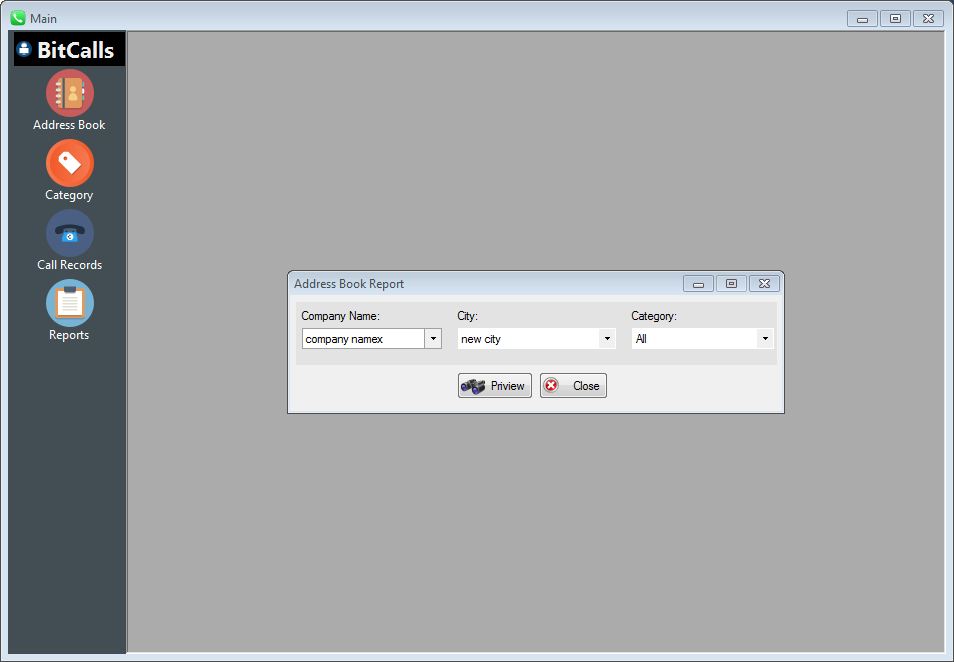 Main
BitCalls
Address Book
Category
Call Records
Reports
Address Book Report
Company Name: City: Category:
company namex new city All
Priview Close